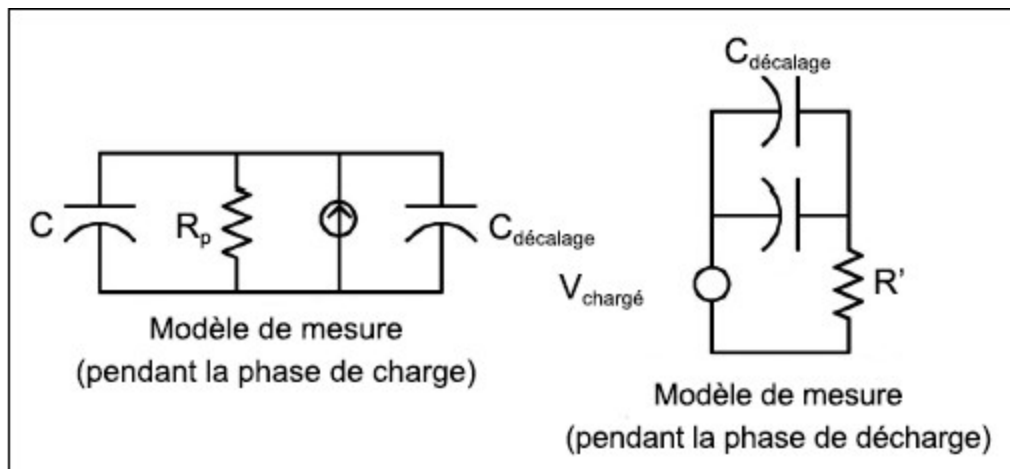 C
Rp
Cdécalage
Modèle de mesure
(pendant la phase de charge)
Cdécalage
Vchargé
R’
Modèle de mesure
(pendant la phase de décharge)